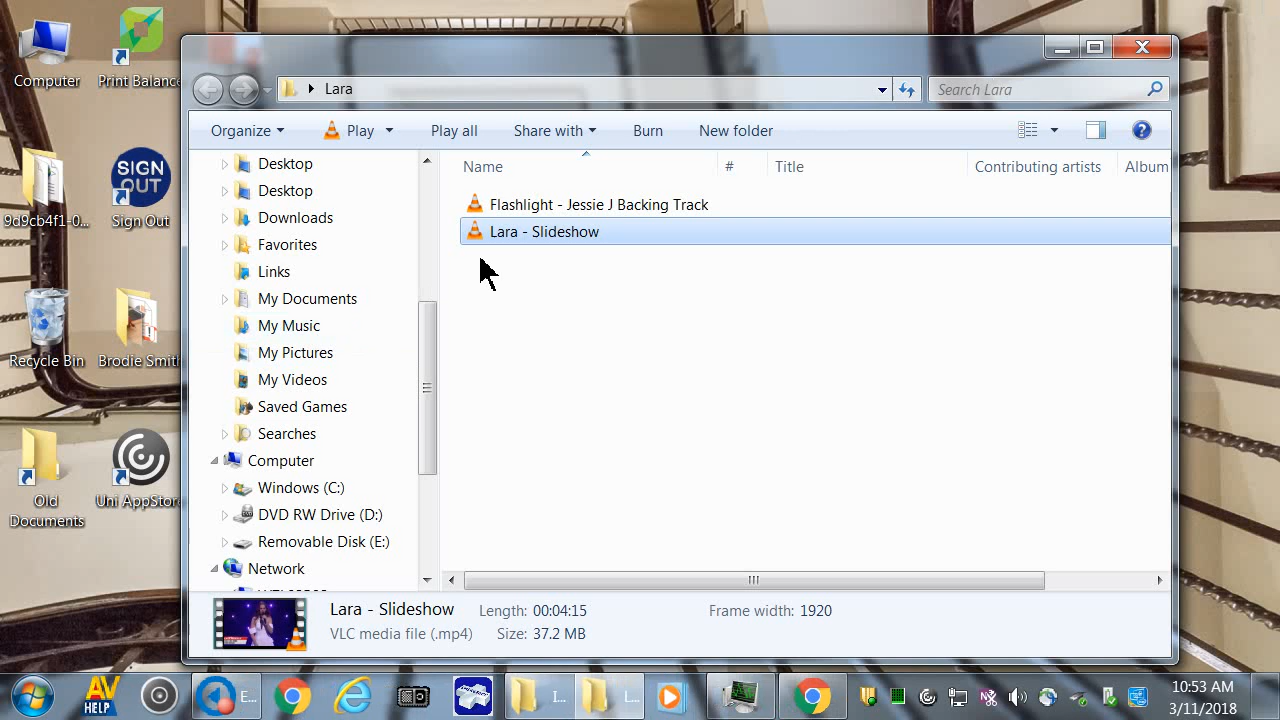 Computer
Print Balance
9d9cb4f1-0...
SIGN OUT
Sign Out
Recycle Bin
Brodie Smith
Old Documents
Uni AppStore
Lara
Search Lara
Organize
Play
Play all
Share with
Burn
New folder
Desktop
Desktop
Downloads
Favorites
Links
My Documents
My Music
My Pictures
My Videos
Saved Games
Searches
Computer
Windows (C:)
DVD RW Drive (D:)
Removable Disk (E:)
Network
Name # Title Contributing artists Album
Flashlight - Jessie J Backing Track
Lara - Slideshow
Lara - Slideshow Length: 00:04:15 Frame width: 1920
VLC media file (.mp4) Size: 37.2 MB
AV
HELP
E...
I...
L...
10:53 AM
3/11/2018